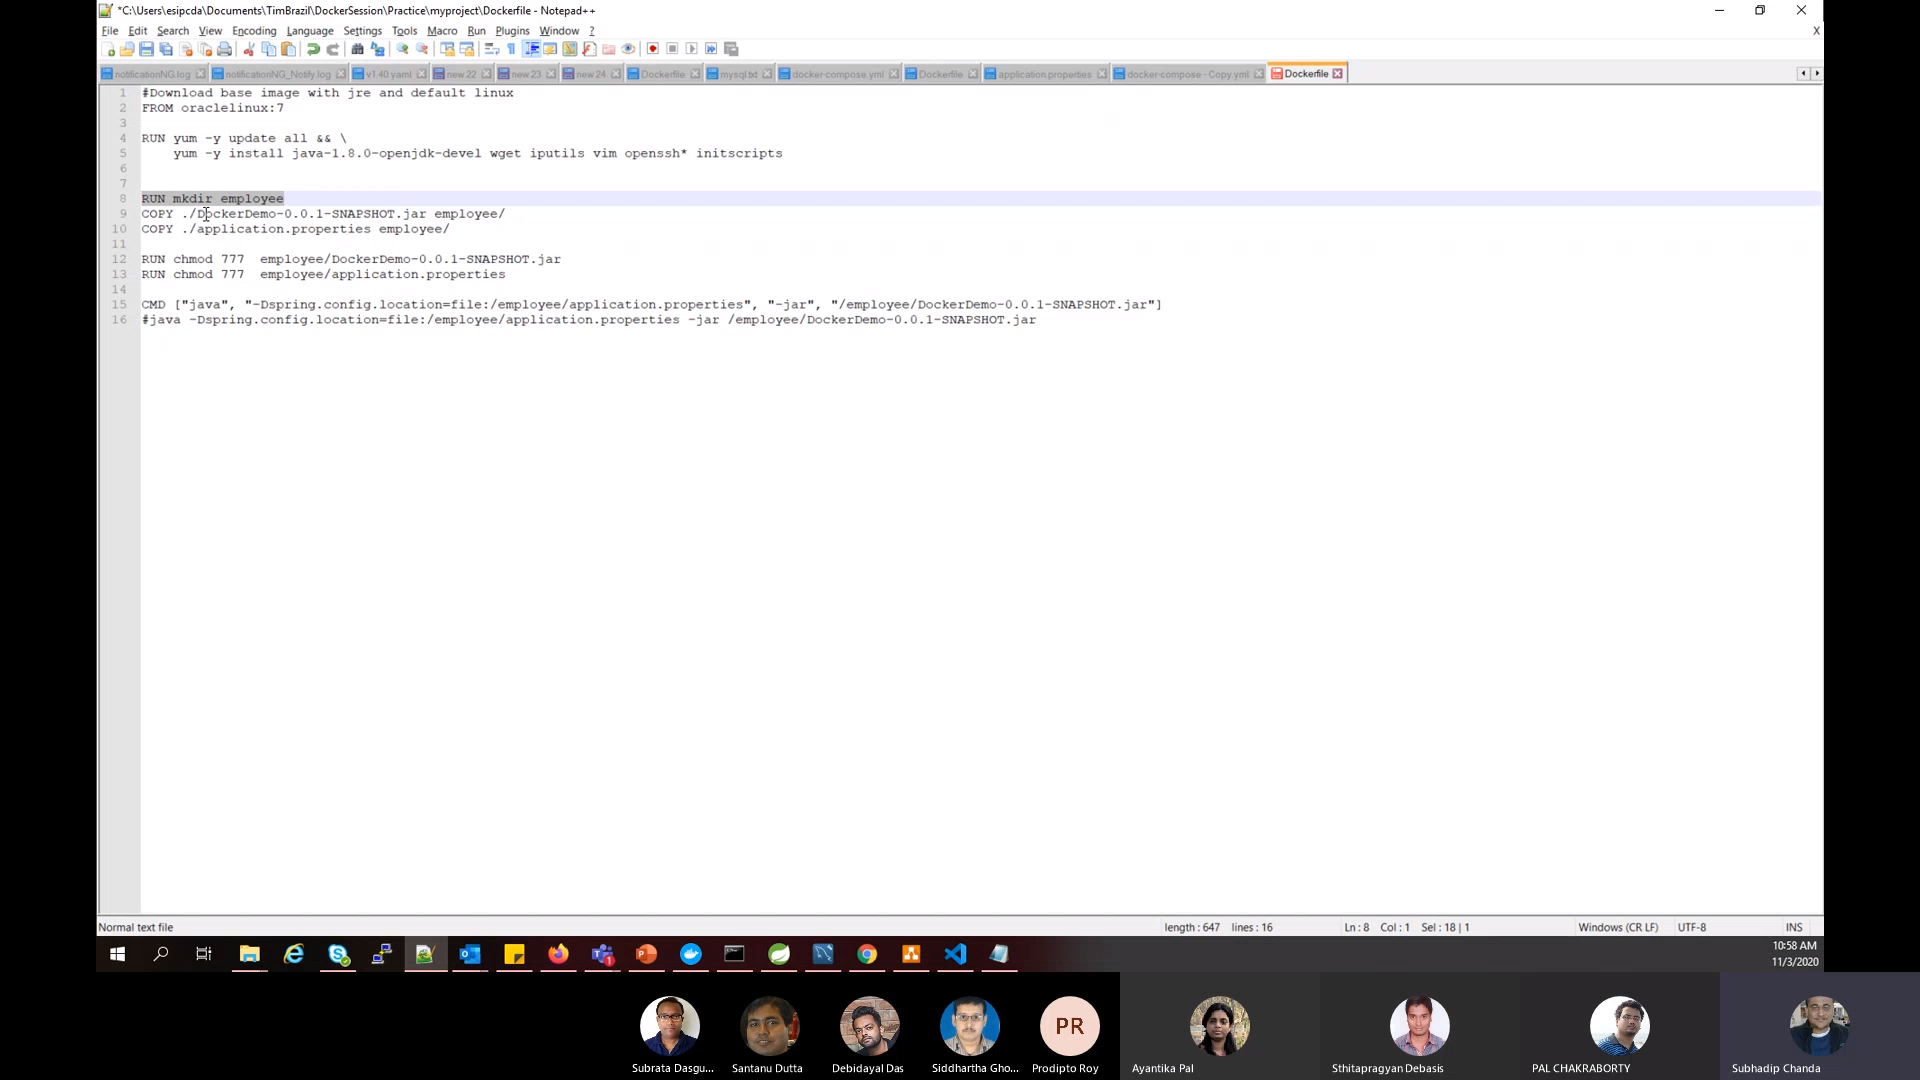 *C:\Users\esipcda\Documents\TimBrazil\DockerSession\Practice\myproject\Dockerfile - Notepad++
File Edit Search View Encoding Language Settings Tools Macro Run Plugins Window ? X
notificationNG.log notificationNG_Notify.log v1.40.yaml new 22 new 23 new 24 Dockerfile mysql.txt docker-compose.yml Dockerfile application.properties docker-compose - Copy.yml Dockerfile
1 #Download base image with jre and default linux
2 FROM oraclelinux:7
3
4 RUN yum -y update all && \
5 yum -y install java-1.8.0-openjdk-devel wget iputils vim openssh* initscripts
6
7
8 RUN mkdir employee
9 COPY ./DockerDemo-0.0.1-SNAPSHOT.jar employee/
10 COPY ./application.properties employee/
11
12 RUN chmod 777 employee/DockerDemo-0.0.1-SNAPSHOT.jar
13 RUN chmod 777 employee/application.properties
14
15 CMD ["java", "-Dspring.config.location=file:/employee/application.properties", "-jar", "/employee/DockerDemo-0.0.1-SNAPSHOT.jar"]
16 #java -Dspring.config.location=file:/employee/application.properties -jar /employee/DockerDemo-0.0.1-SNAPSHOT.jar
Normal text file length : 647 lines : 16 Ln : 8 Col : 1 Sel : 18 | 1 Windows (CR LF) UTF-8 INS
10:58 AM
11/3/2020
PR
Subrata Dasgu... Santanu Dutta Debidayal Das Siddhartha Gho... Prodipto Roy Ayantika Pal Sthitapragyan Debasis PAL CHAKRABORTY Subhadip Chanda